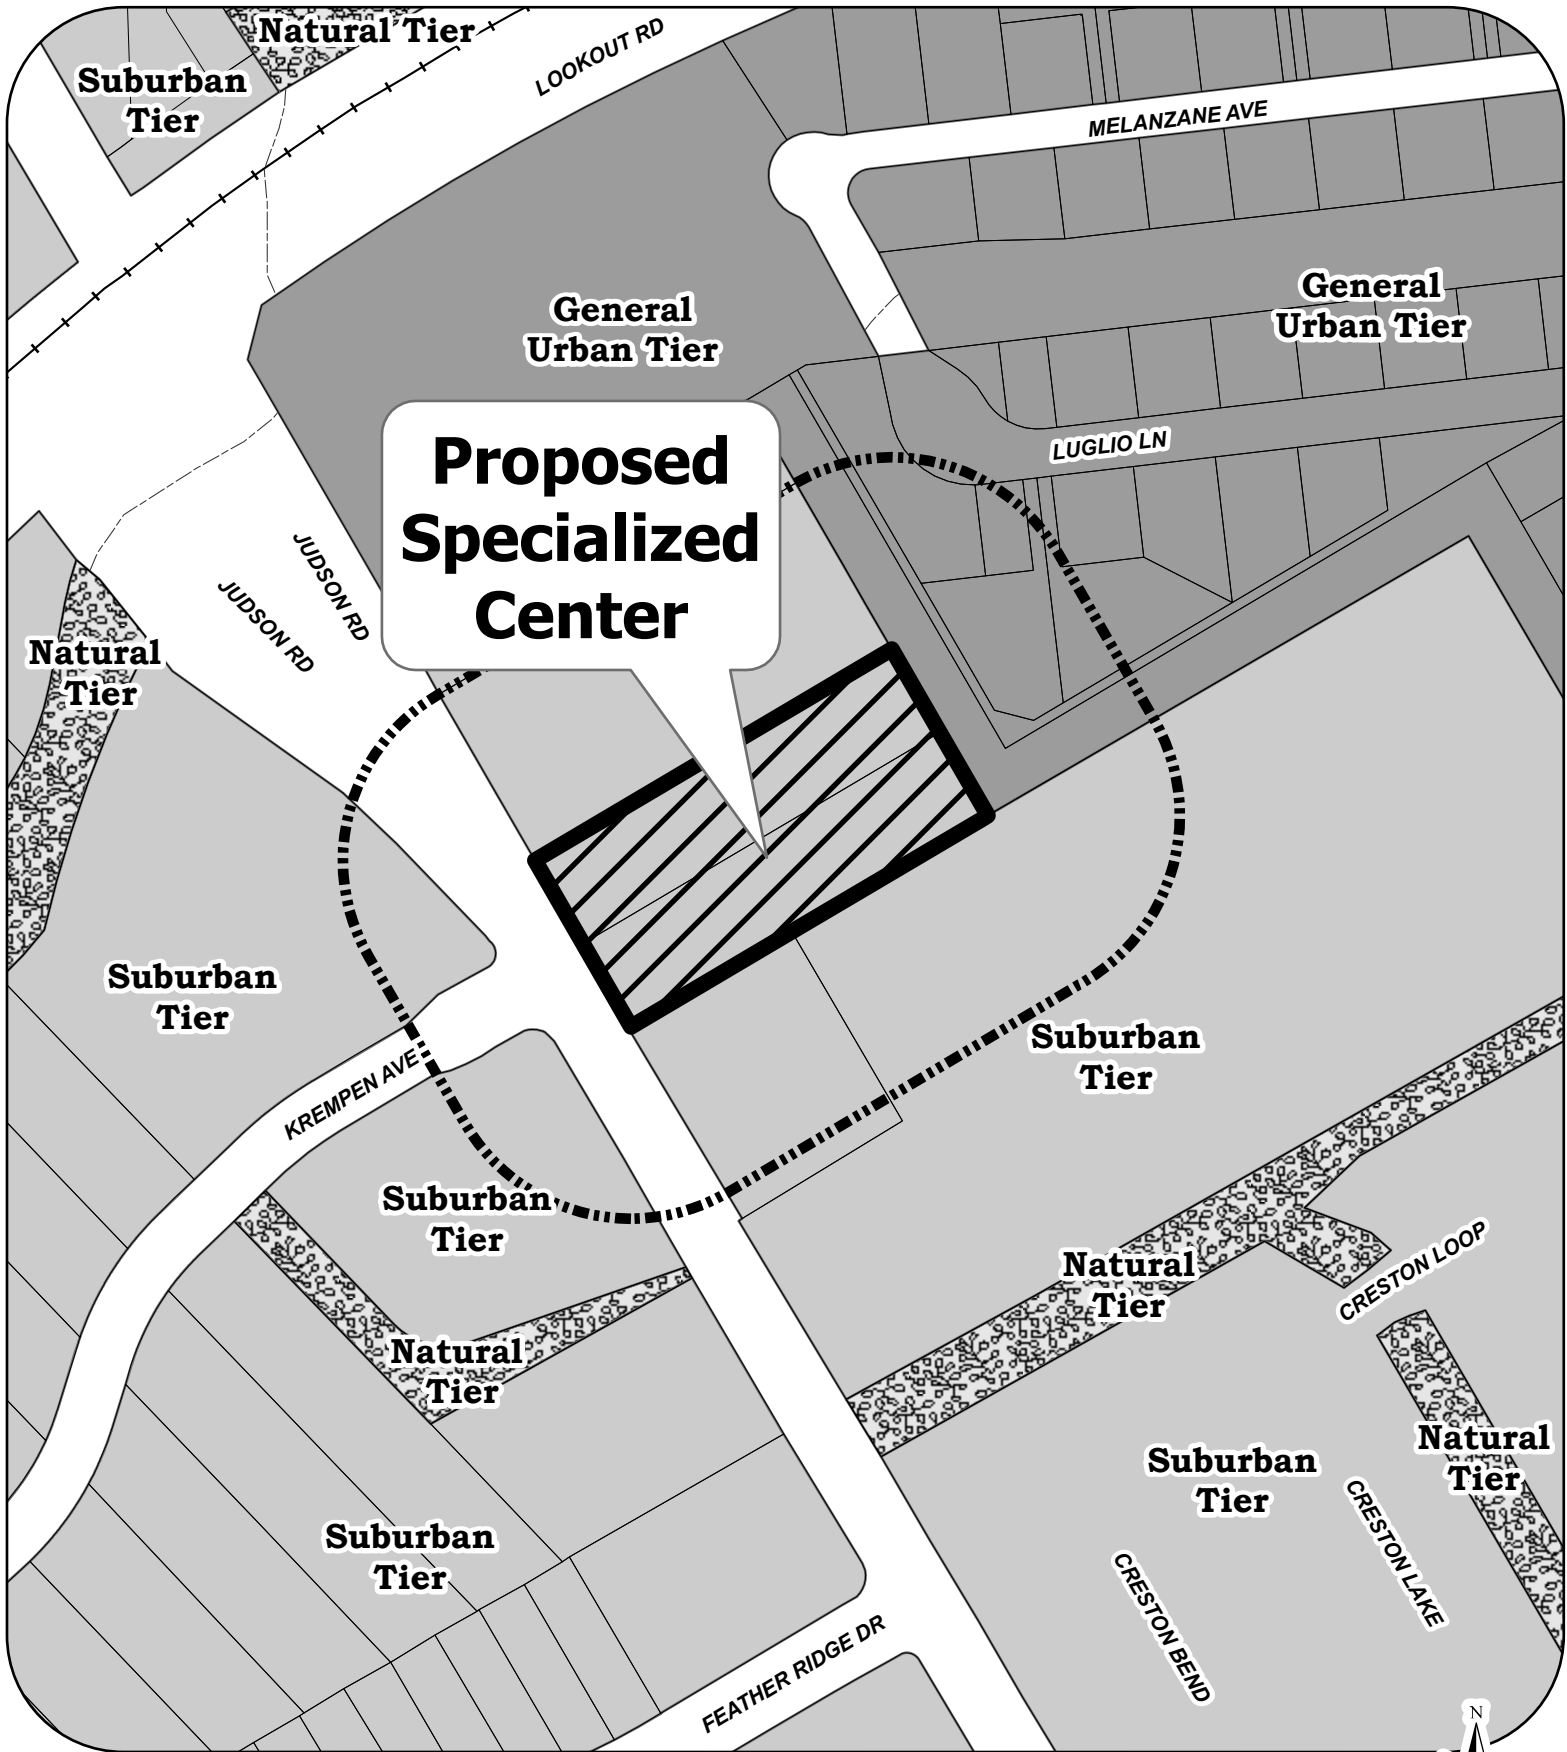 Natural Tier
LOOKOUT RD
Suburban
Tier
MELANZANE AVE
General
Urban Tier
General
Urban Tier
LUGLIO LN
Proposed
Specialized
Center
JUDSON RD
JUDSON RD
Natural
Tier
Suburban
Tier
Suburban
Tier
KREMPEN AVE
Suburban
Tier
Natural
Tier
CRESTON LOOP
Natural
Tier
Natural
Tier
Suburban
Tier
CRESTON LAKE
Suburban
Tier
CRESTON BEND
FEATHER RIDGE DR
N